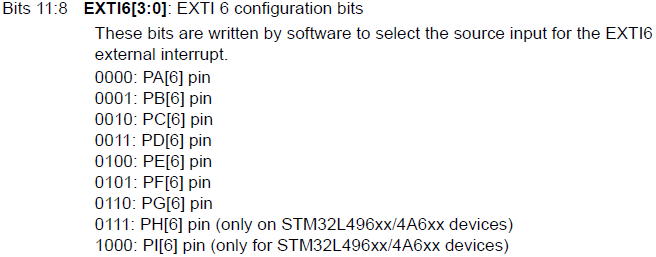 Bits 11:8 EXTI6[3:0]: EXTI 6 configuration bits
These bits are written by software to select the source input for the EXTI6
external interrupt.
0000: PA[6] pin
0001: PB[6] pin
0010: PC[6] pin
0011: PD[6] pin
0100: PE[6] pin
0101: PF[6] pin
0110: PG[6] pin
0111: PH[6] pin (only on STM32L496xx/4A6xx devices)
1000: PI[6] pin (only for STM32L496xx/4A6xx devices)